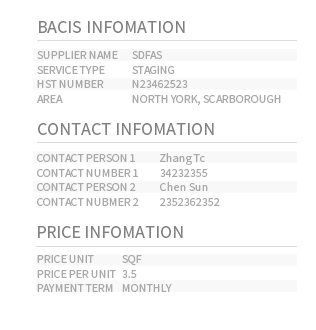 BACIS INFOMATION
SUPPLIER NAME SDFAS
SERVICE TYPE STAGING
HST NUMBER N23462523
AREA NORTH YORK, SCARBOROUGH
CONTACT INFOMATION
CONTACT PERSON 1 Zhang Tc
CONTACT NUMBER 1 34232355
CONTACT PERSON 2 Chen Sun
CONTACT NUBMER 2 2352362352
PRICE INFOMATION
PRICE UNIT SQF
PRICE PER UNIT 3.5
PAYMENT TERM MONTHLY